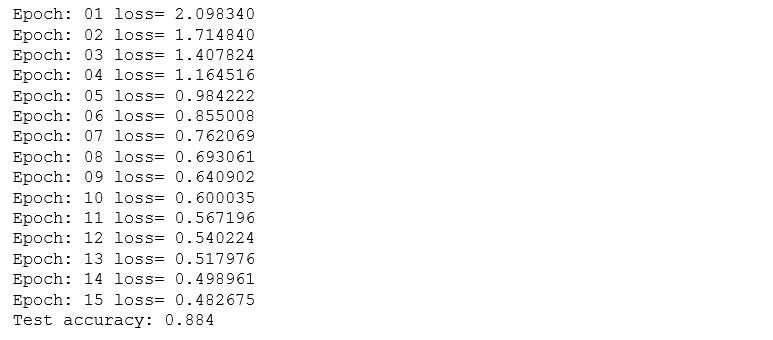 Epoch: 01 loss= 2.098340
Epoch: 02 loss= 1.714840
Epoch: 03 loss= 1.407824
Epoch: 04 loss= 1.164516
Epoch: 05 loss= 0.984222
Epoch: 06 loss= 0.855008
Epoch: 07 loss= 0.762069
Epoch: 08 loss= 0.693061
Epoch: 09 loss= 0.640902
Epoch: 10 loss= 0.600035
Epoch: 11 loss= 0.567196
Epoch: 12 loss= 0.540224
Epoch: 13 loss= 0.517976
Epoch: 14 loss= 0.498961
Epoch: 15 loss= 0.482675
Test accuracy: 0.884